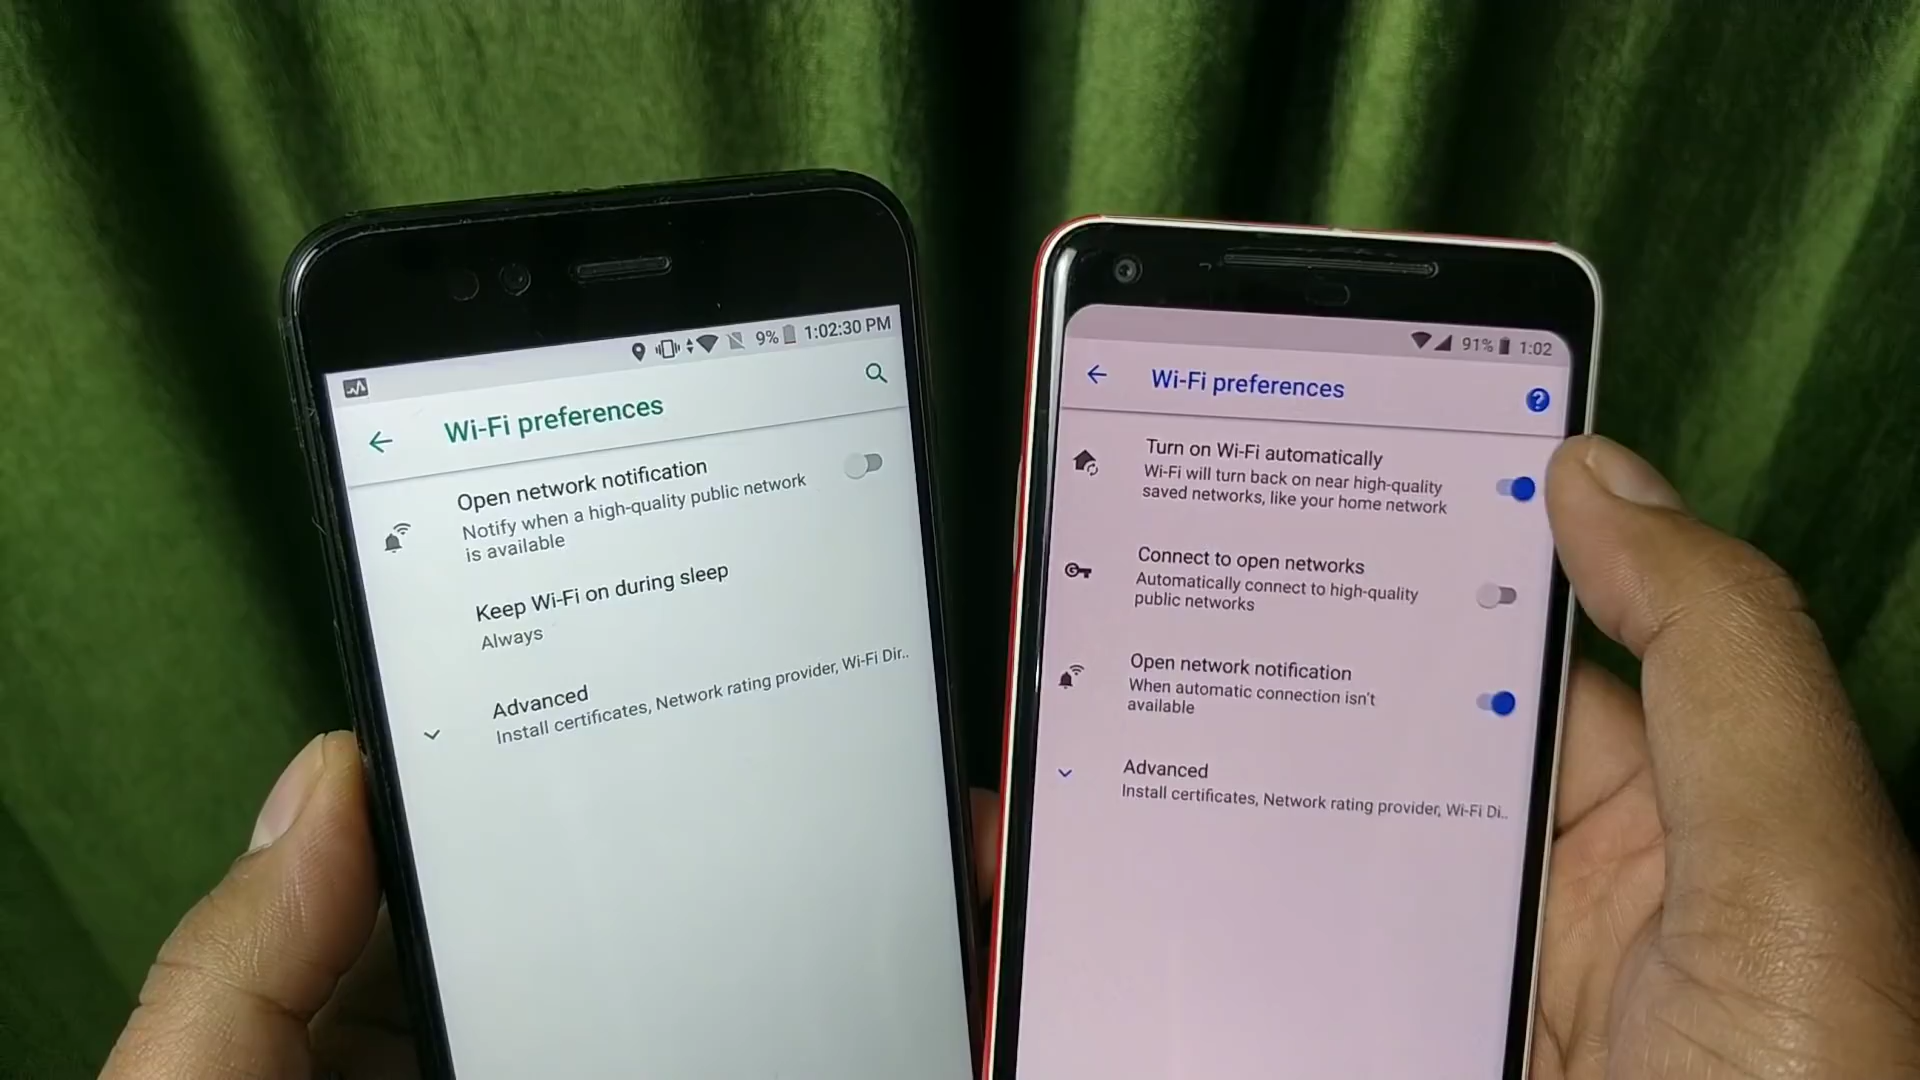 9% 1:02:30 PM
Wi-Fi preferences
Open network notification
Notify when a high-quality public network
is available
Keep Wi-Fi on during sleep
Always
Advanced
Install certificates, Network rating provider, Wi-Fi Dir..
91% 1:02
Wi-Fi preferences
?
Turn on Wi-Fi automatically
Wi-Fi will turn back on near high-quality
saved networks, like your home network
Connect to open networks
Automatically connect to high-quality
public networks
Open network notification
When automatic connection isn't
available
Advanced
Install certificates, Network rating provider, Wi-Fi Di..